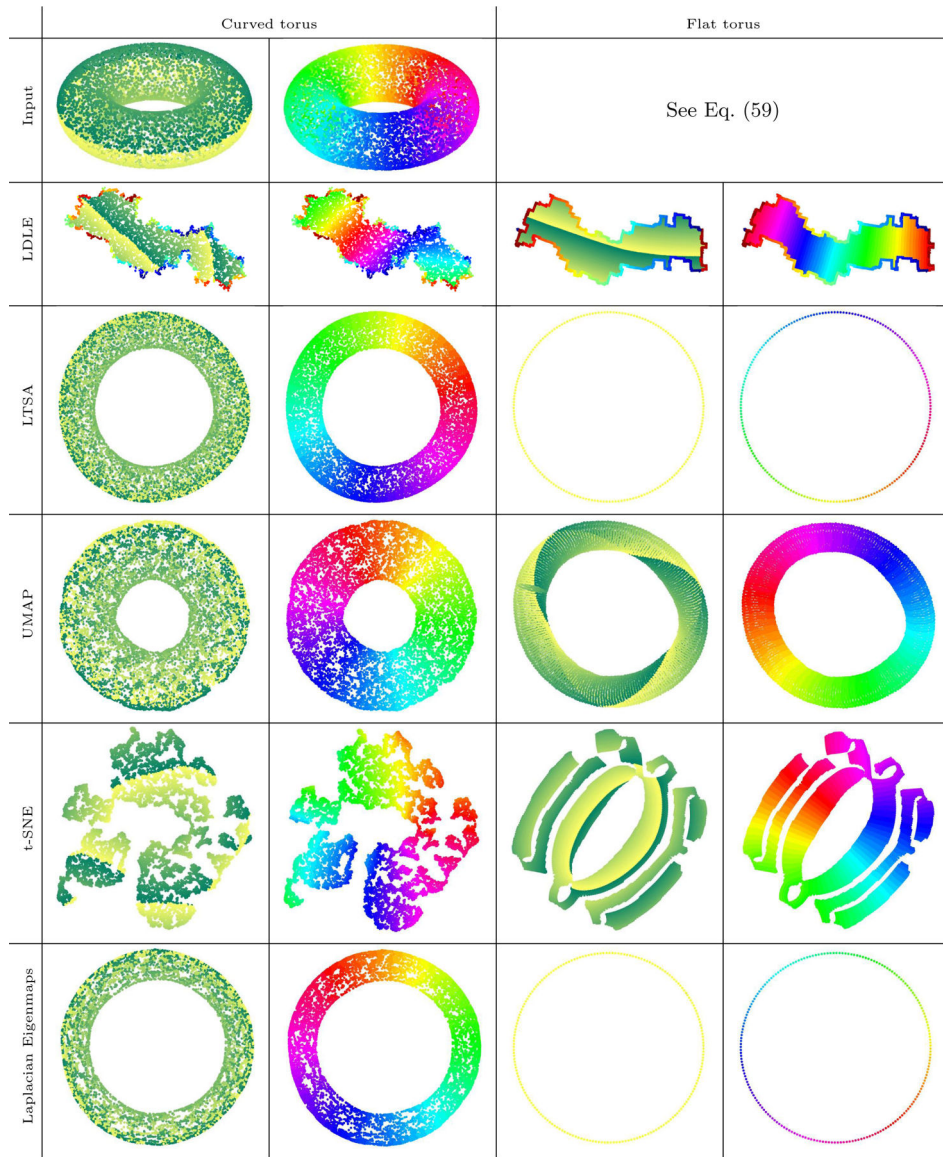 Curved torus
Flat torus
Input
See Eq. (59)
LDLE
LTSA
UMAP
t-SNE
Laplacian Eigenmaps